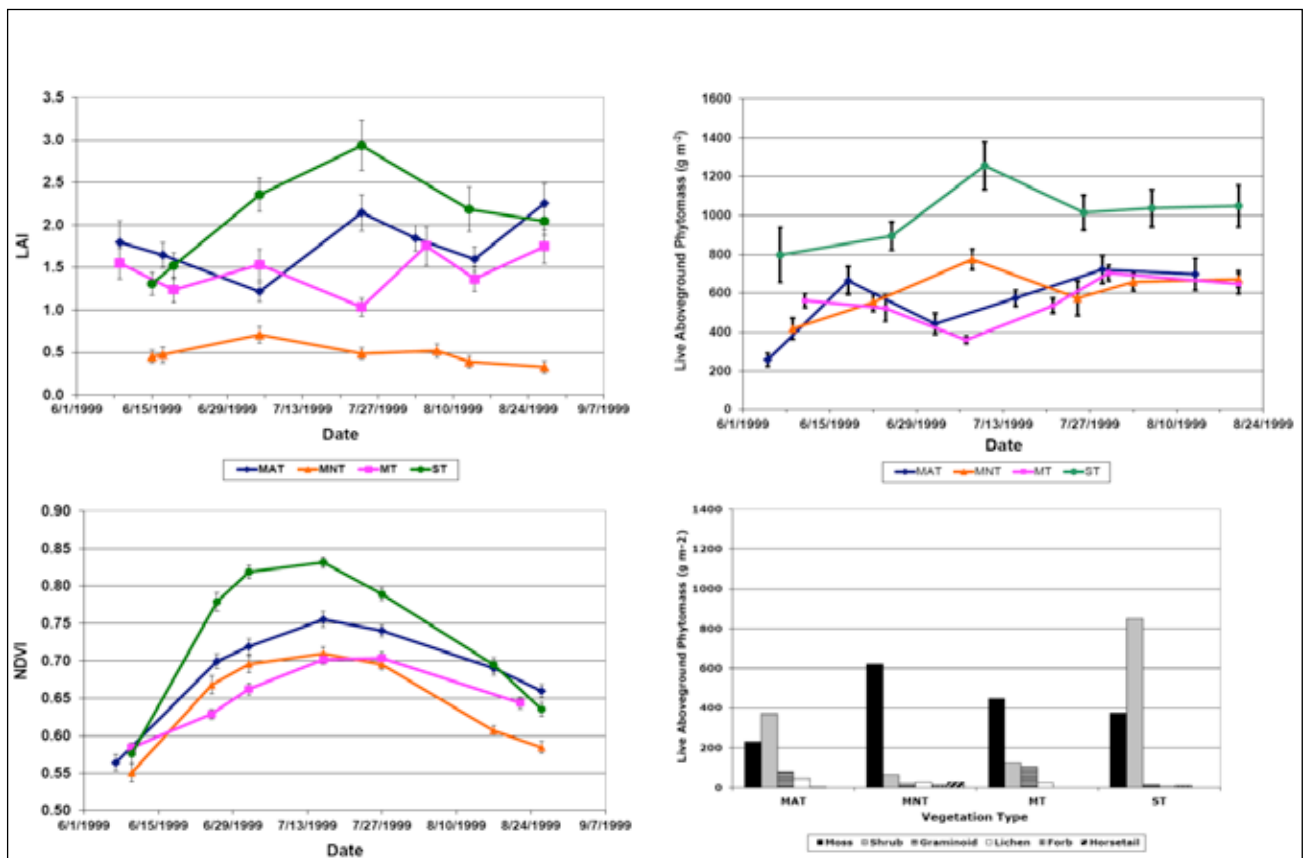 3.5
3.0
2.5
2.0
1.5
1.0
0.5
0.0
LAI
6/1/1999 6/15/1999 6/29/1999 7/13/1999 7/27/1999 8/10/1999 8/24/1999 9/7/1999
Date
MAT MNT MT ST
1600
1400
1200
1000
800
600
400
200
0
Live Aboveground Phytomass (g m-2)
6/1/1999 6/15/1999 6/29/1999 7/13/1999 7/27/1999 8/10/1999 8/24/1999
Date
MAT MNT MT ST
0.90
0.85
0.80
0.75
0.70
0.65
0.60
0.55
0.50
NDVI
6/1/1999 6/15/1999 6/29/1999 7/13/1999 7/27/1999 8/10/1999 8/24/1999 9/7/1999
Date
1400
1200
1000
800
600
400
200
0
Live Aboveground Phytomass (g m-2)
MAT MNT MT ST
Vegetation Type
Moss Shrub Graminoid Lichen Forb Horsetail